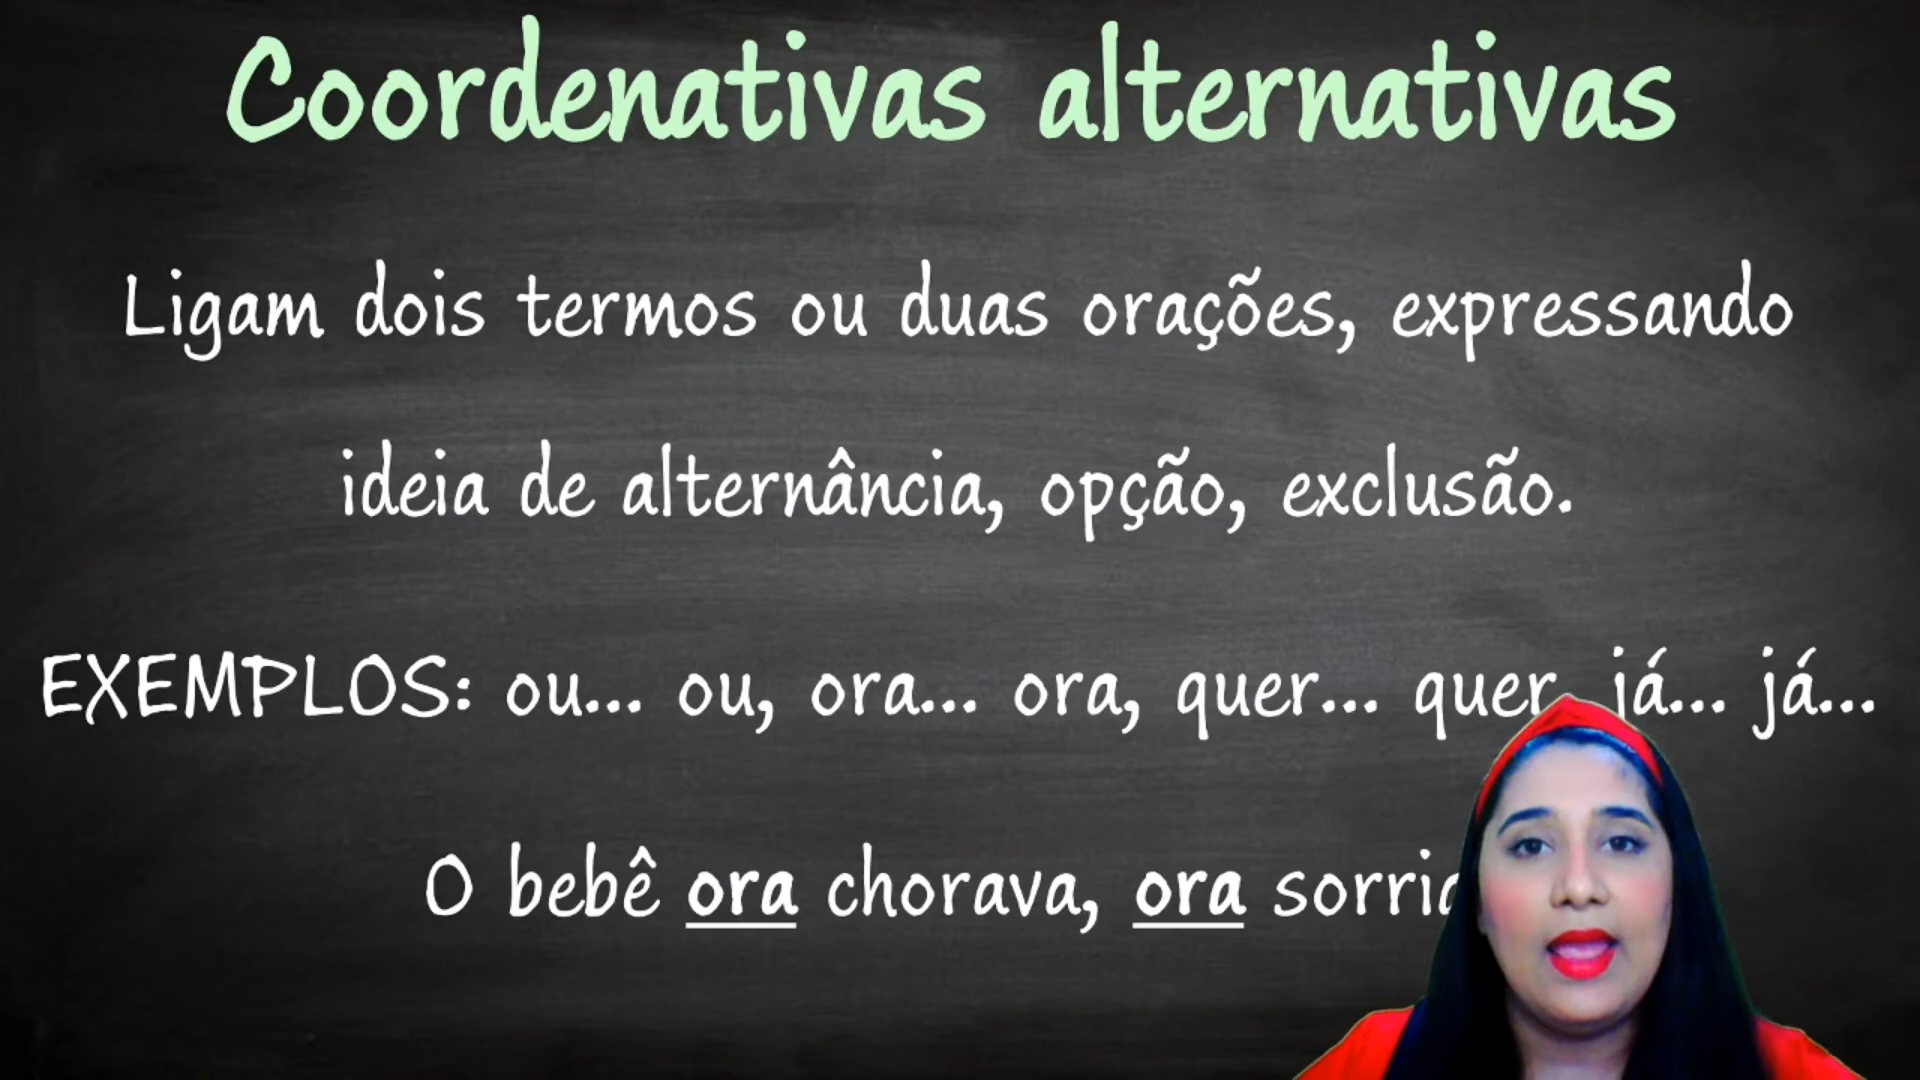 Coordenativas alternativas
Ligam dois termos ou duas orações, expressando
ideia de alternância, opção, exclusão.
EXEMPLOS: ou... ou, ora... ora, quer... quer, já... já...
O bebê ora chorava, ora